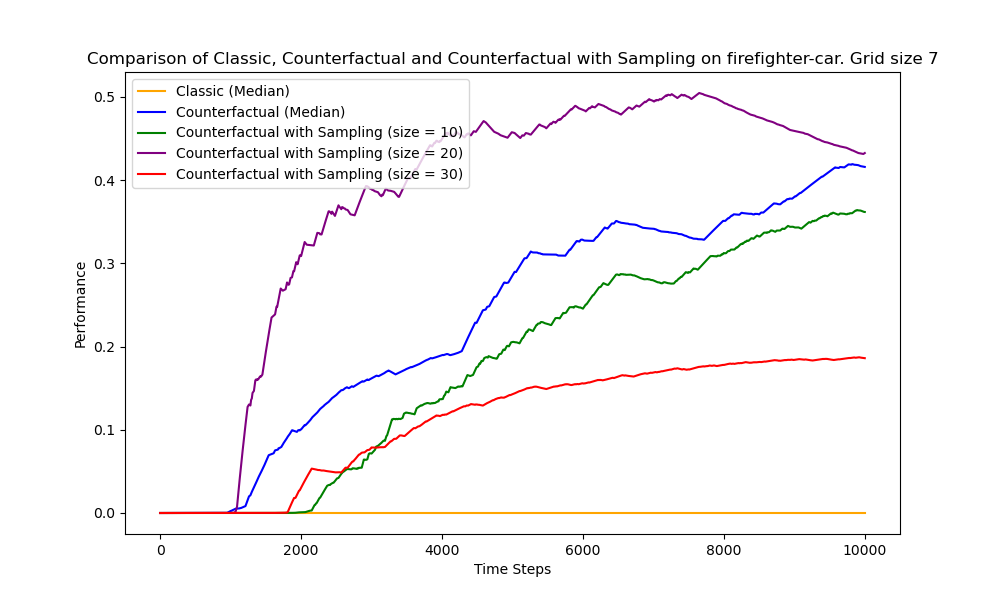 Comparison of Classic, Counterfactual and Counterfactual with Sampling on firefighter-car. Grid size 7
Classic (Median)
Counterfactual (Median)
Counterfactual with Sampling (size = 10)
Counterfactual with Sampling (size = 20)
Counterfactual with Sampling (size = 30)
0.5
0.4
0.3
0.2
0.1
0.0
Performance
0 2000 4000 6000 8000 10000
Time Steps